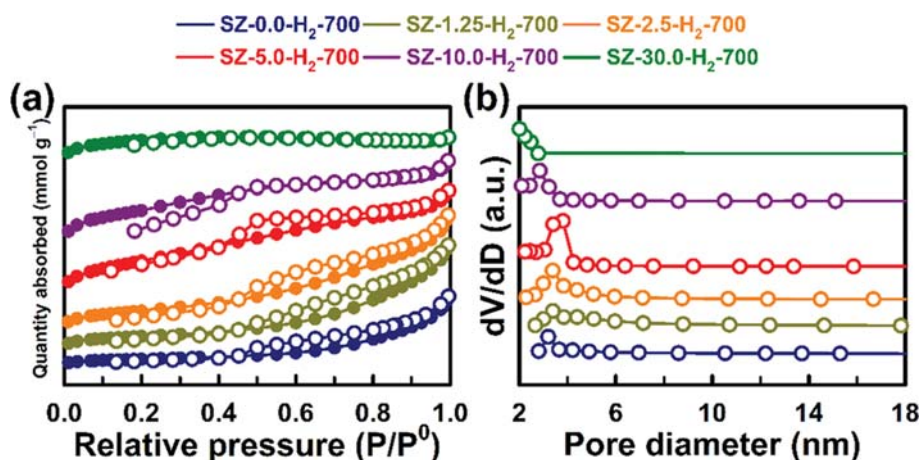 SZ-0.0-H₂-700 SZ-1.25-H₂-700 SZ-2.5-H₂-700
SZ-5.0-H₂-700 SZ-10.0-H₂-700 SZ-30.0-H₂-700
(a)
Quantity absorbed (mmol g⁻¹)
0.0 0.2 0.4 0.6 0.8 1.0
Relative pressure (P/P⁰)
(b)
dV/dD (a.u.)
2 6 10 14 18
Pore diameter (nm)